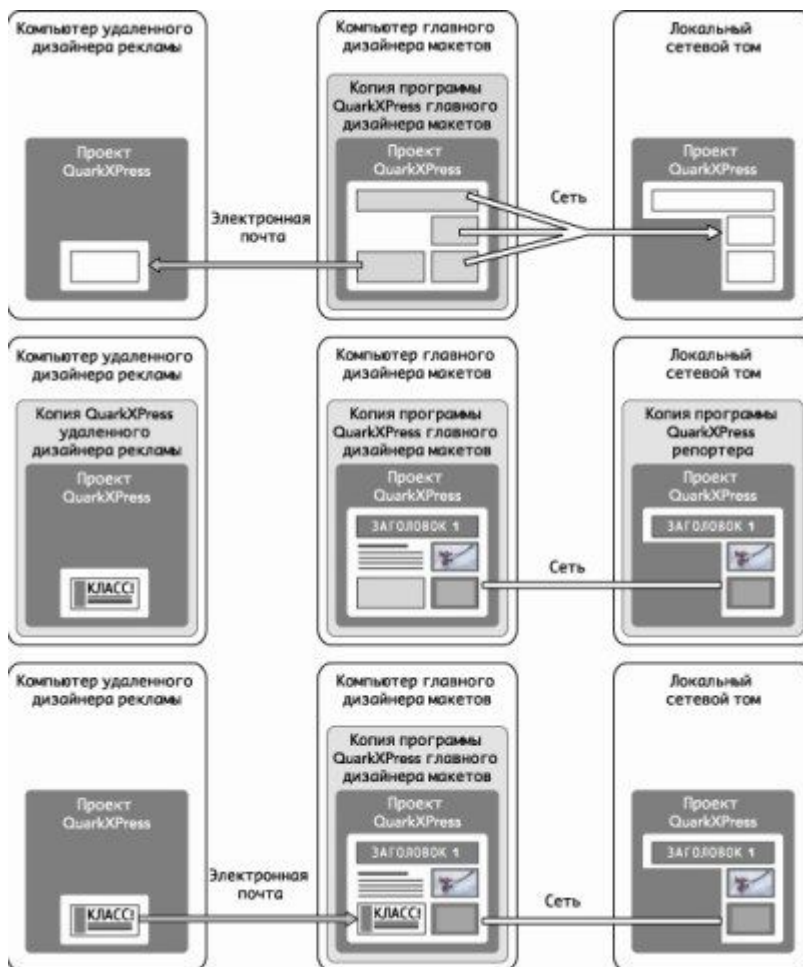 Компьютер удаленного
дизайнера рекламы
Проект
QuarkXPress
Электронная
почта
Компьютер главного
дизайнера макетов
Копия программы
QuarkXPress главного
дизайнера макетов
Проект
QuarkXPress
Сеть
Локальный
сетевой том
Компьютер удаленного
дизайнера рекламы
Копия QuarkXPress
удаленного
дизайнера рекламы
Проект
QuarkXPress
КЛАСС!
Компьютер главного
дизайнера макетов
Копия программы
QuarkXPress главного
дизайнера макетов
Проект
QuarkXPress
ЗАГОЛОВОК 1
Сеть
Локальный
сетевой том
Копия программы
QuarkXPress
репортера
Проект
QuarkXPress
ЗАГОЛОВОК 1
Компьютер удаленного
дизайнера рекламы
Проект
QuarkXPress
КЛАСС!
Электронная
почта
Компьютер главного
дизайнера макетов
Копия программы
QuarkXPress главного
дизайнера макетов
Проект
QuarkXPress
ЗАГОЛОВОК 1
КЛАСС!
Сеть
Локальный
сетевой том
Проект
QuarkXPress
ЗАГОЛОВОК 1